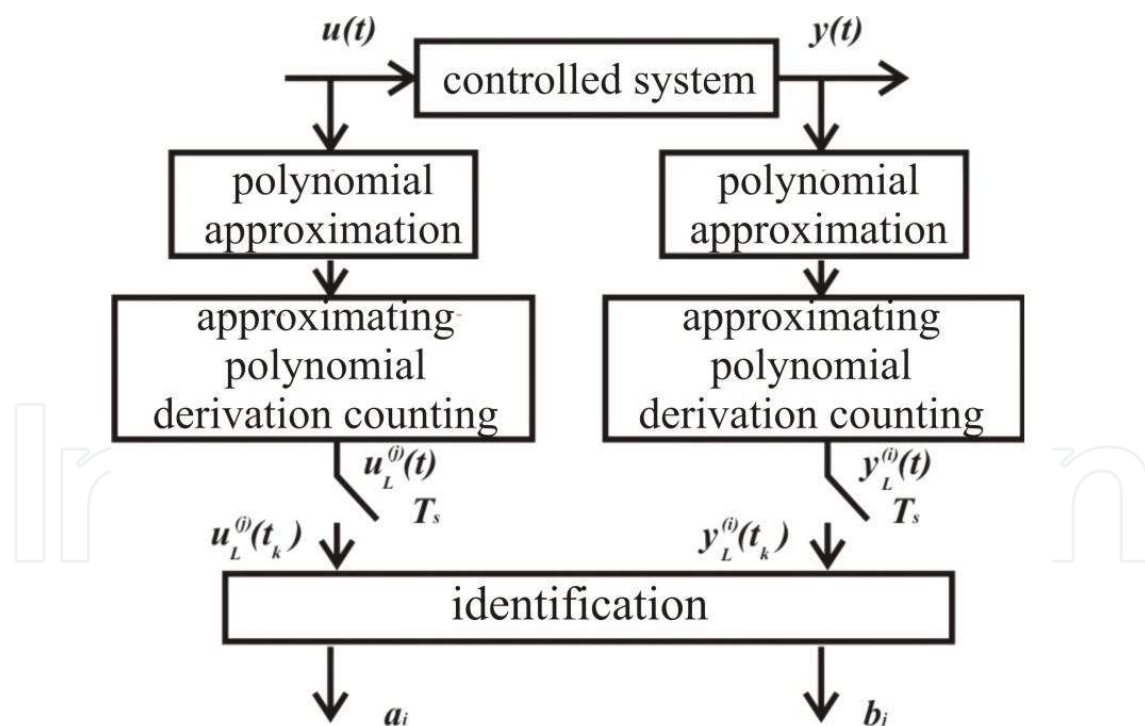 u(t)
y(t)
controlled system
polynomial
approximation
polynomial
approximation
approximating
polynomial
derivation counting
approximating
polynomial
derivation counting
u_L^(j)(t)
y_L^(i)(t)
T_s
T_s
u_L^(j)(t_k)
y_L^(i)(t_k)
identification
a_i
b_j